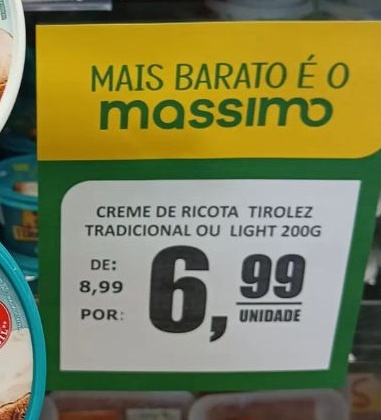 MAIS BARATO É O
massimo
CREME DE RICOTA TIROLEZ
TRADICIONAL OU LIGHT 200G
DE:
8,99
POR:
6,99
UNIDADE